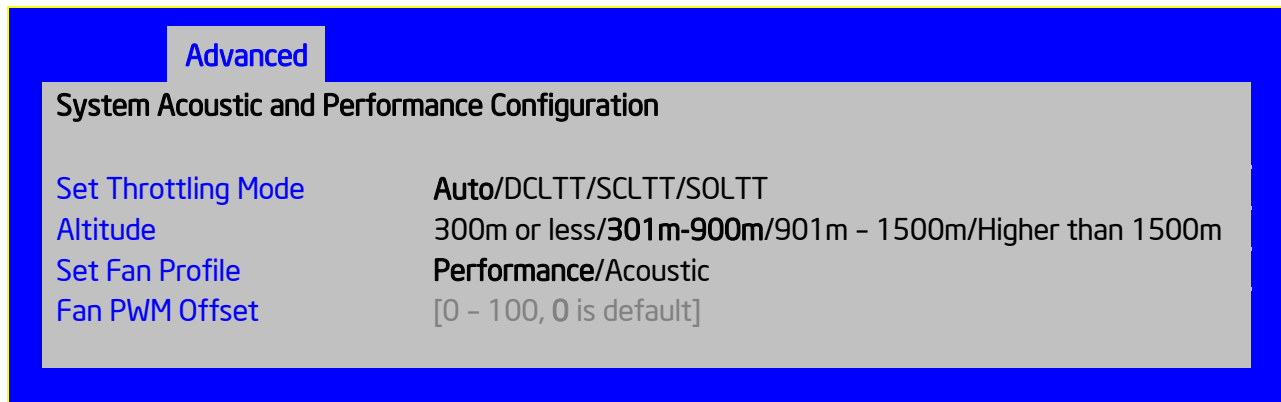 Advanced
System Acoustic and Performance Configuration
Set Throttling Mode Auto/DCLTT/SCLTT/SOLTT
Altitude 300m or less/301m-900m/901m – 1500m/Higher than 1500m
Set Fan Profile Performance/Acoustic
Fan PWM Offset [0 – 100, 0 is default]